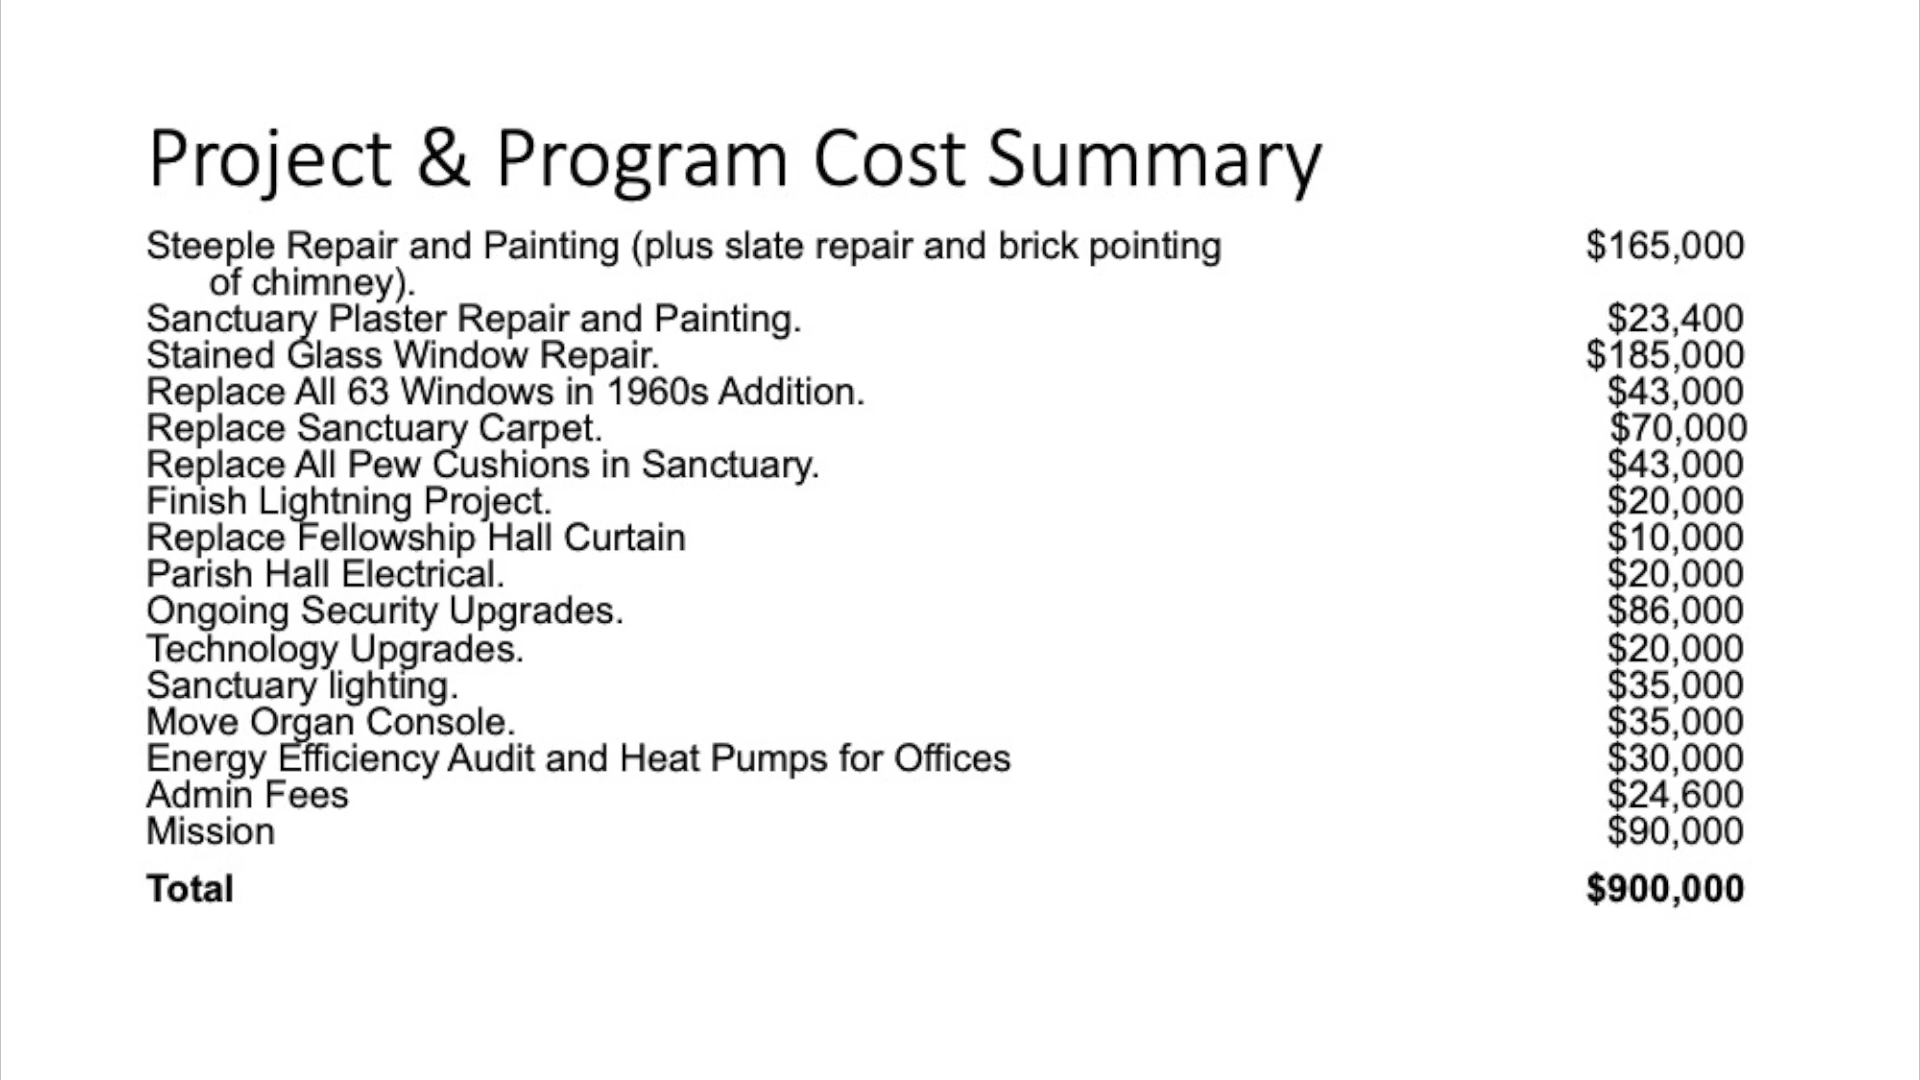 Project & Program Cost Summary
Steeple Repair and Painting (plus slate repair and brick pointing $165,000
of chimney).
Sanctuary Plaster Repair and Painting. $23,400
Stained Glass Window Repair. $185,000
Replace All 63 Windows in 1960s Addition. $43,000
Replace Sanctuary Carpet. $70,000
Replace All Pew Cushions in Sanctuary. $43,000
Finish Lightning Project. $20,000
Replace Fellowship Hall Curtain $10,000
Parish Hall Electrical. $20,000
Ongoing Security Upgrades. $86,000
Technology Upgrades. $20,000
Sanctuary lighting. $35,000
Move Organ Console. $35,000
Energy Efficiency Audit and Heat Pumps for Offices $30,000
Admin Fees $24,600
Mission $90,000
Total $900,000